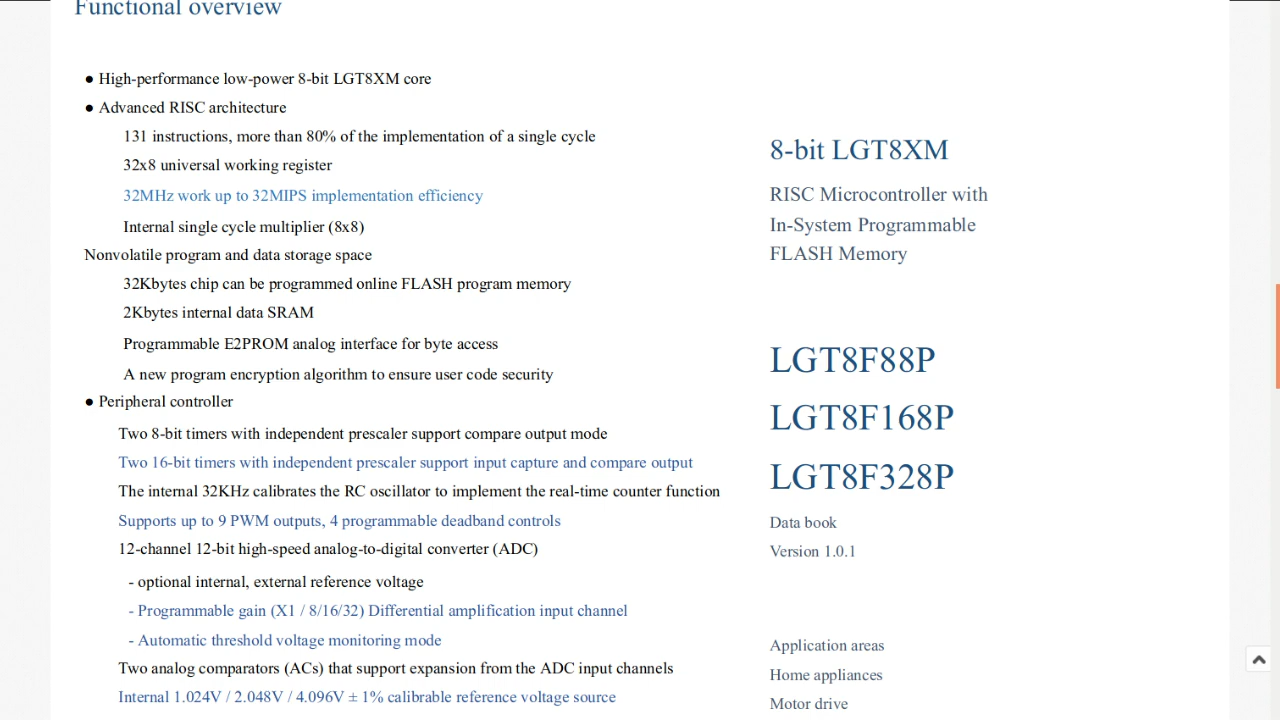 Functional overview
● High-performance low-power 8-bit LGT8XM core
● Advanced RISC architecture
131 instructions, more than 80% of the implementation of a single cycle
32x8 universal working register
32MHz work up to 32MIPS implementation efficiency
Internal single cycle multiplier (8x8)
Nonvolatile program and data storage space
32Kbytes chip can be programmed online FLASH program memory
2Kbytes internal data SRAM
Programmable E2PROM analog interface for byte access
A new program encryption algorithm to ensure user code security
● Peripheral controller
Two 8-bit timers with independent prescaler support compare output mode
Two 16-bit timers with independent prescaler support input capture and compare output
The internal 32KHz calibrates the RC oscillator to implement the real-time counter function
Supports up to 9 PWM outputs, 4 programmable deadband controls
12-channel 12-bit high-speed analog-to-digital converter (ADC)
- optional internal, external reference voltage
- Programmable gain (X1 / 8/16/32) Differential amplification input channel
- Automatic threshold voltage monitoring mode
Two analog comparators (ACs) that support expansion from the ADC input channels
Internal 1.024V / 2.048V / 4.096V ± 1% calibrable reference voltage source
8-bit LGT8XM
RISC Microcontroller with
In-System Programmable
FLASH Memory
LGT8F88P
LGT8F168P
LGT8F328P
Data book
Version 1.0.1
Application areas
Home appliances
Motor drive